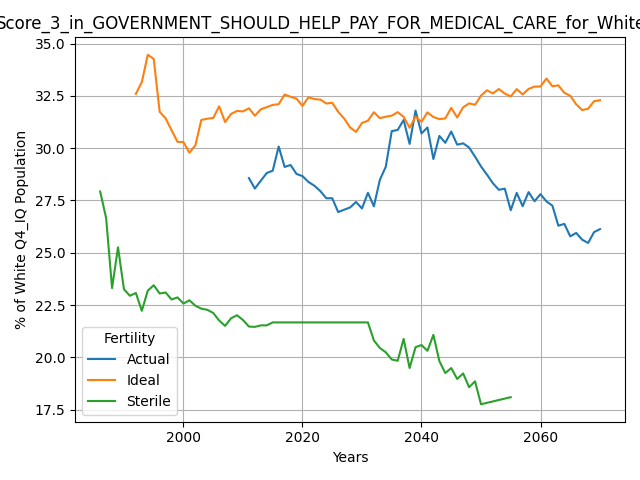 Score_3_in_GOVERNMENT_SHOULD_HELP_PAY_FOR_MEDICAL_CARE_for_White
35.0
32.5
30.0
27.5
25.0
22.5
20.0
17.5
% of White Q4_IQ Population
Fertility
Actual
Ideal
Sterile
2000 2020 2040 2060
Years